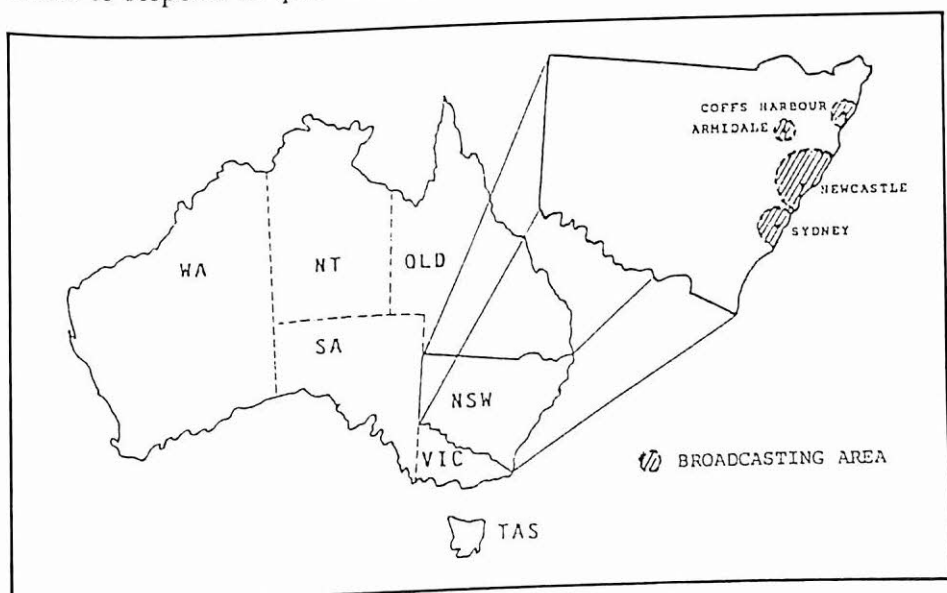 COFFS HARBOUR
ARMIDALE
NEWCASTLE
SYDNEY
WA
NT
QLD
SA
NSW
VIC
BROADCASTING AREA
TAS